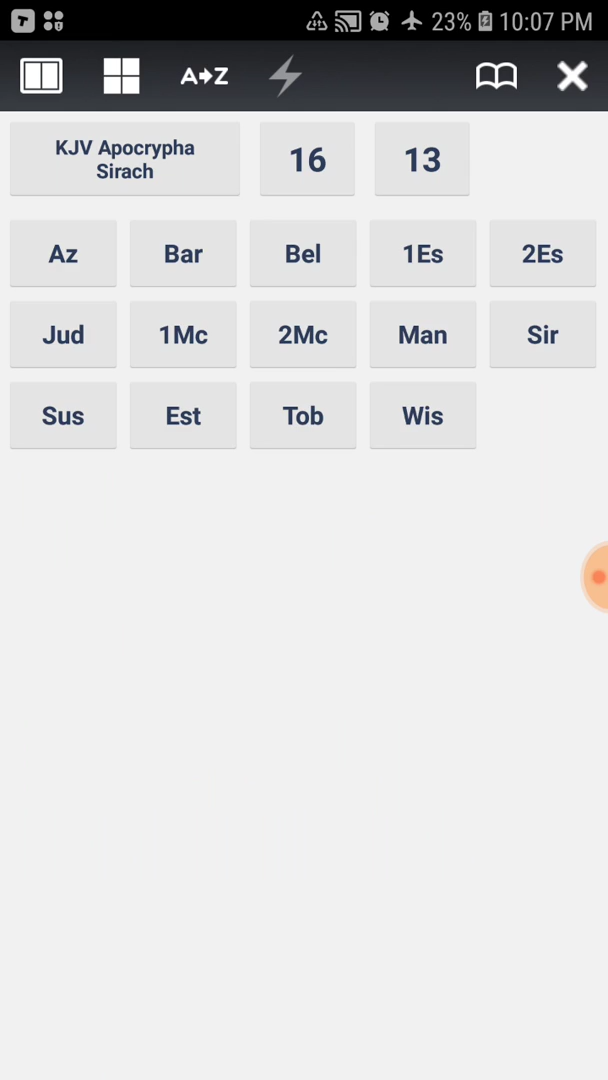 23% 10:07 PM
A→Z
KJV Apocrypha
Sirach
16
13
Az Bar Bel 1Es 2Es
Jud 1Mc 2Mc Man Sir
Sus Est Tob Wis